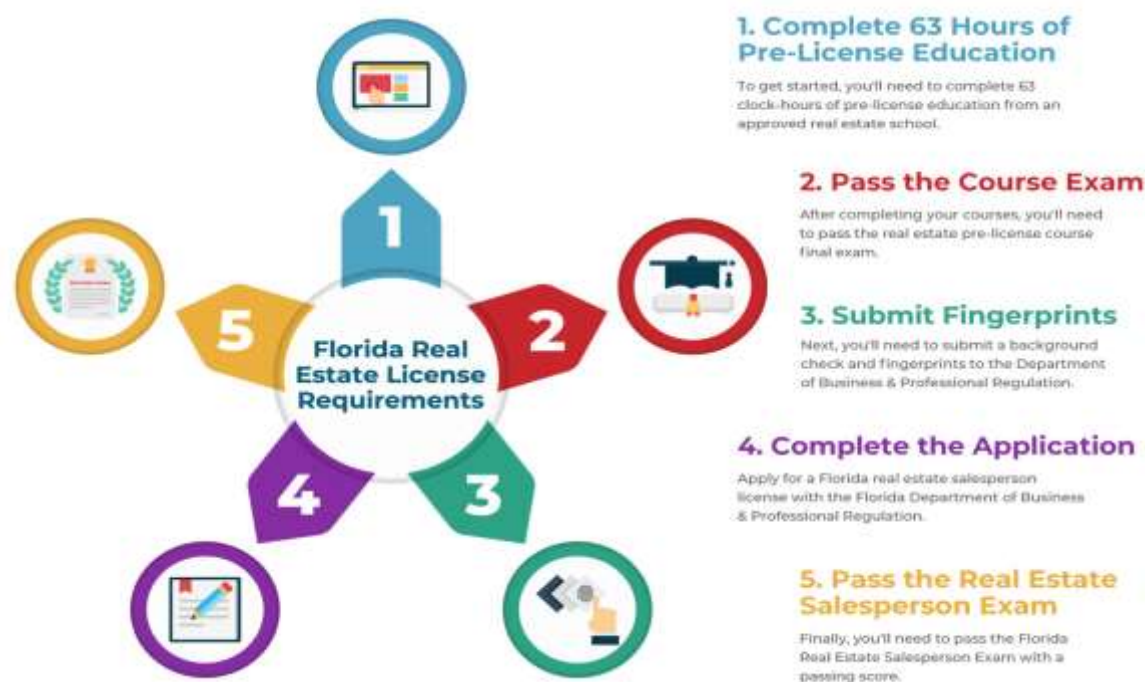 1. Complete 63 Hours of
Pre-License Education
To get started, you'll need to complete 63
clock-hours of pre-license education from an
approved real estate school.
2. Pass the Course Exam
After completing your courses, you'll need
to pass the real estate pre-license course
final exam.
3. Submit Fingerprints
Next, you'll need to submit a background
check and fingerprints to the Department
of Business & Professional Regulation.
4. Complete the Application
Apply for a Florida real estate salesperson
license with the Florida Department of Business
& Professional Regulation.
5. Pass the Real Estate
Salesperson Exam
Finally, you'll need to pass the Florida
Real Estate Salesperson Exam with a
passing score.
1
2
3
4
5
Florida Real
Estate License
Requirements